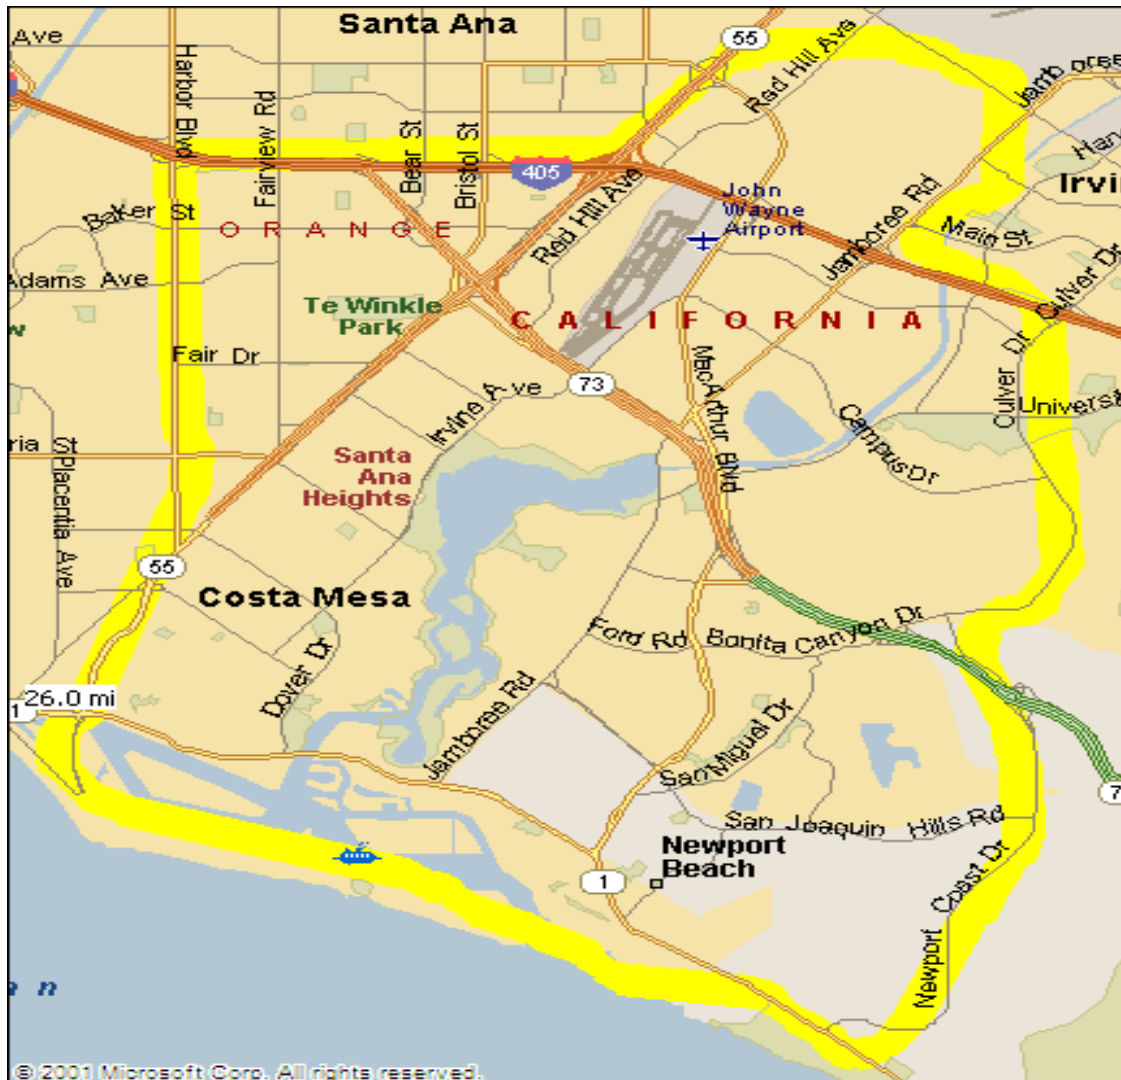 Santa Ana
Ave
55
Red Hill Ave
Jamboree
Harbor Blvd
Fairview Rd
Bear St
Bristol St
405
Red Hill Ave
John
Wayne
Airport
Jamboree Rd
Irvi
Baker St
O R A N G E
Main St
Culver Dr
Adams Ave
Te Winkle
Park
C A L I F O R N I A
w
Fair Dr
73
Irvine Ave
MacArthur Blvd
Culver Dr
Universi
Campus Dr
ria St
Placentia Ave
Santa
Ana
Heights
55
Costa Mesa
Ford Rd
Bonita Canyon Dr
Dover Dr
Jamboree Rd
26.0 mi
1
San Miguel Dr
7
San Joaquin Hills Rd
Newport
Beach
1
Newport Coast Dr
a n
© 2001 Microsoft Corp. All rights reserved.